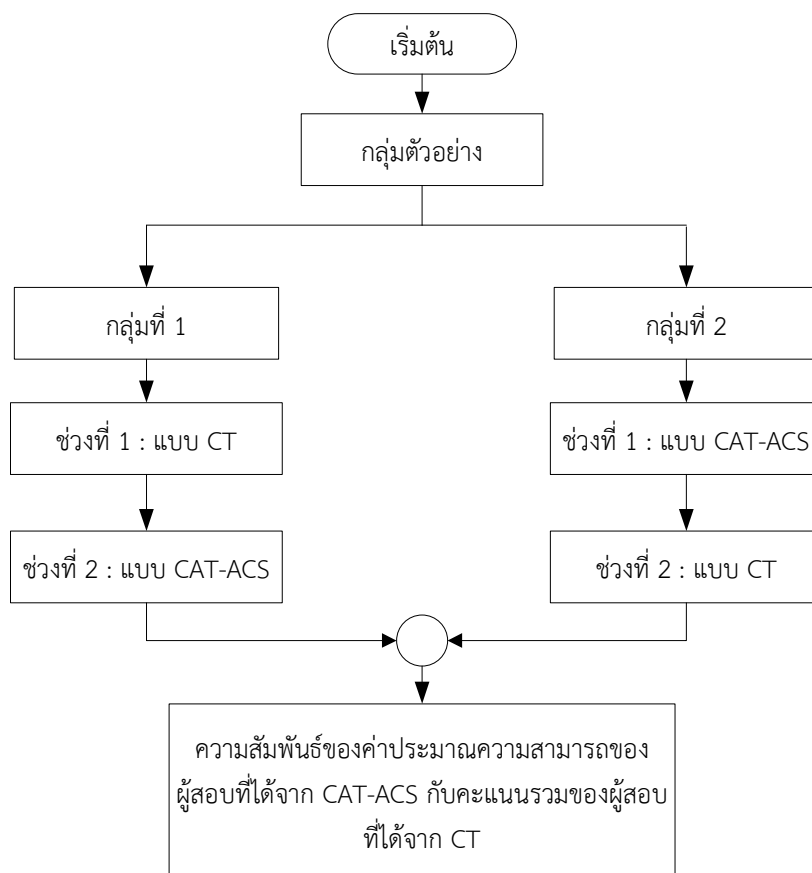 เริ่มต้น
กลุ่มตัวอย่าง
กลุ่มที่ 1
กลุ่มที่ 2
ช่วงที่ 1 : แบบ CT
ช่วงที่ 1 : แบบ CAT-ACS
ช่วงที่ 2 : แบบ CAT-ACS
ช่วงที่ 2 : แบบ CT
ความสัมพันธ์ของค่าประมาณความสามารถของ
ผู้สอบที่ได้จาก CAT-ACS กับคะแนนรวมของผู้สอบ
ที่ได้จาก CT